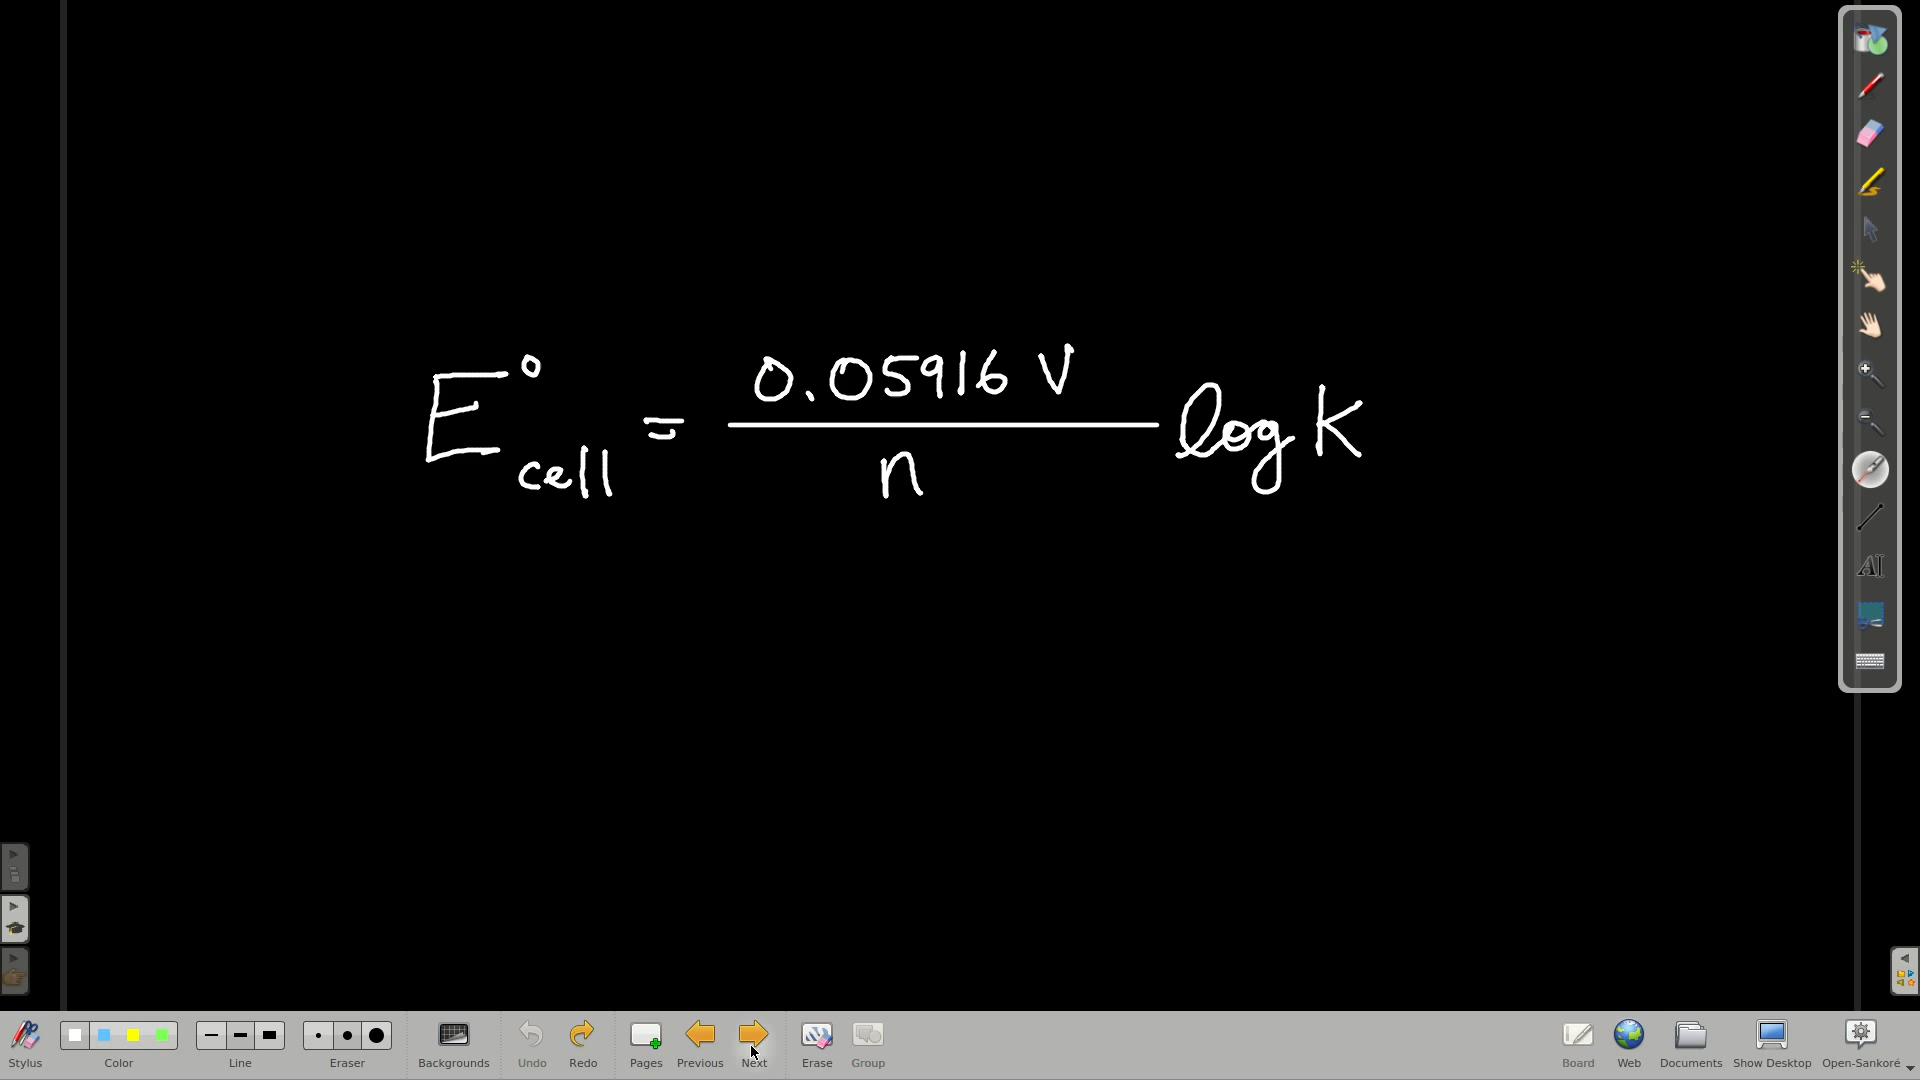 E°cell = 0.05916 V / n log K
AI
Stylus Color Line Eraser Backgrounds Undo Redo Pages Previous Next Erase Group Board Web Documents Show Desktop Open-Sankoré